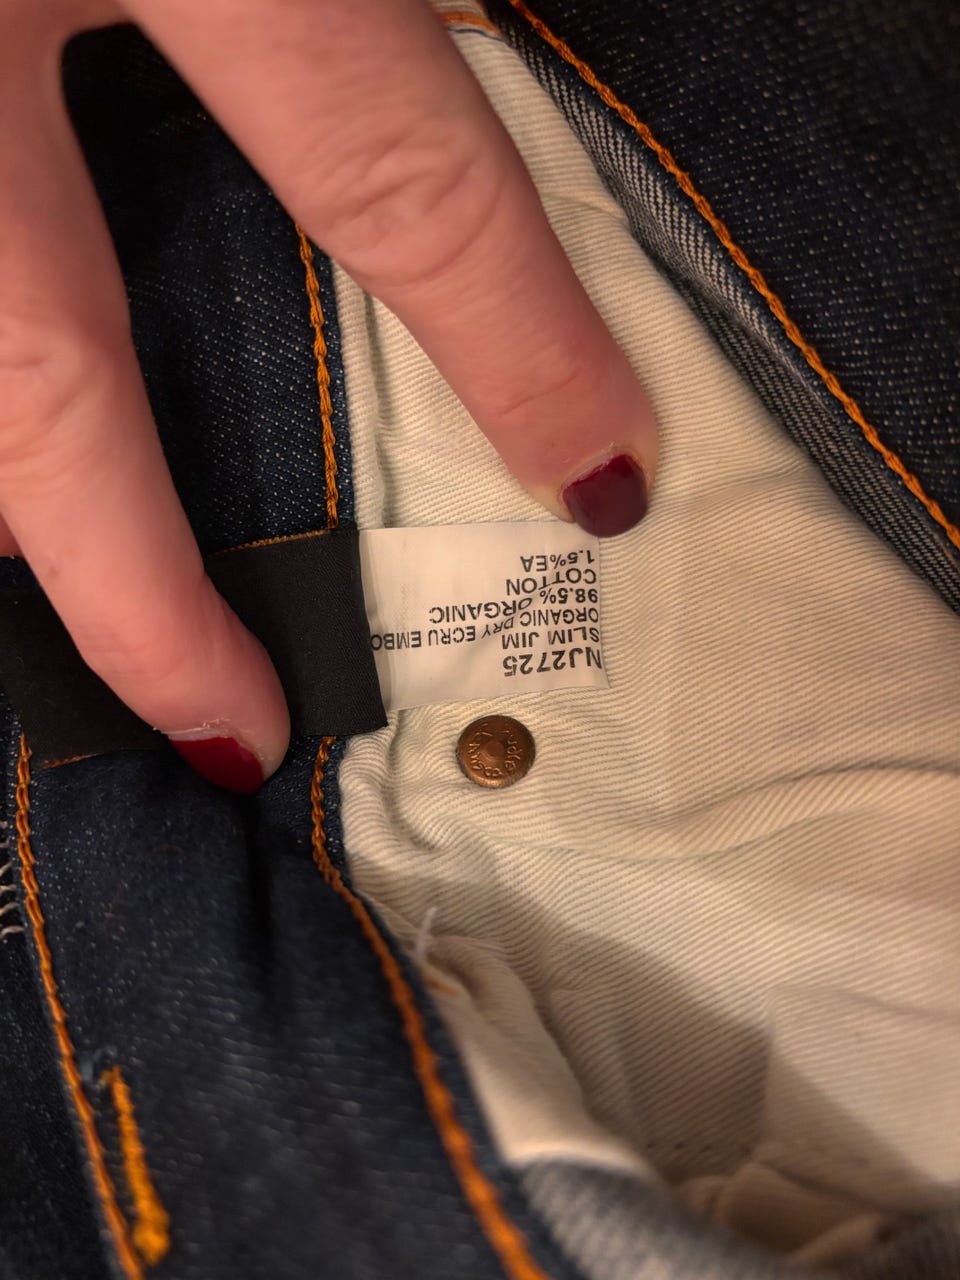 NJ2725
SLIM JIM
ORGANIC DRY ECRU EMBO
98.5% ORGANIC
COTTON
1.5%EA